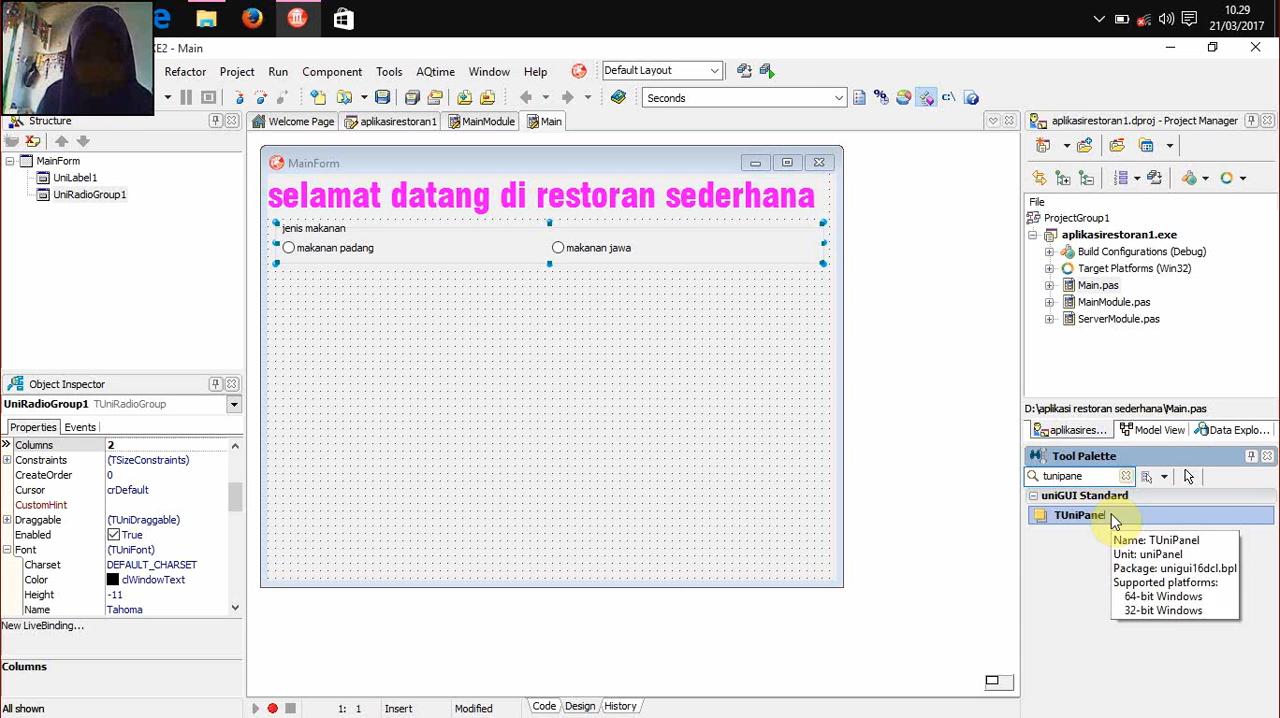 10.29
21/03/2017
XE2 - Main
Refactor Project Run Component Tools AQtime Window Help
Default Layout
Seconds
Structure
Welcome Page aplikasirestoran1 MainModule Main
MainForm
UniLabel1
UniRadioGroup1
MainForm
selamat datang di restoran sederhana
jenis makanan
makanan padang makanan jawa
Object Inspector
UniRadioGroup1 TUniRadioGroup
Properties Events
Columns 2
Constraints (TSizeConstraints)
CreateOrder 0
Cursor crDefault
CustomHint
Draggable (TUniDraggable)
Enabled True
Font (TUniFont)
Charset DEFAULT_CHARSET
Color clWindowText
Height -11
Name Tahoma
New LiveBinding...
Columns
All shown
1: 1 Insert Modified Code Design History
aplikasirestoran1.dproj - Project Manager
File
ProjectGroup1
aplikasirestoran1.exe
Build Configurations (Debug)
Target Platforms (Win32)
Main.pas
MainModule.pas
ServerModule.pas
D:\aplikasi restoran sederhana\Main.pas
aplikasires... Model View Data Explo...
Tool Palette
tunipane
uniGUI Standard
TUniPanel
Name: TUniPanel
Unit: uniPanel
Package: unigui16dcl.bpl
Supported platforms:
64-bit Windows
32-bit Windows